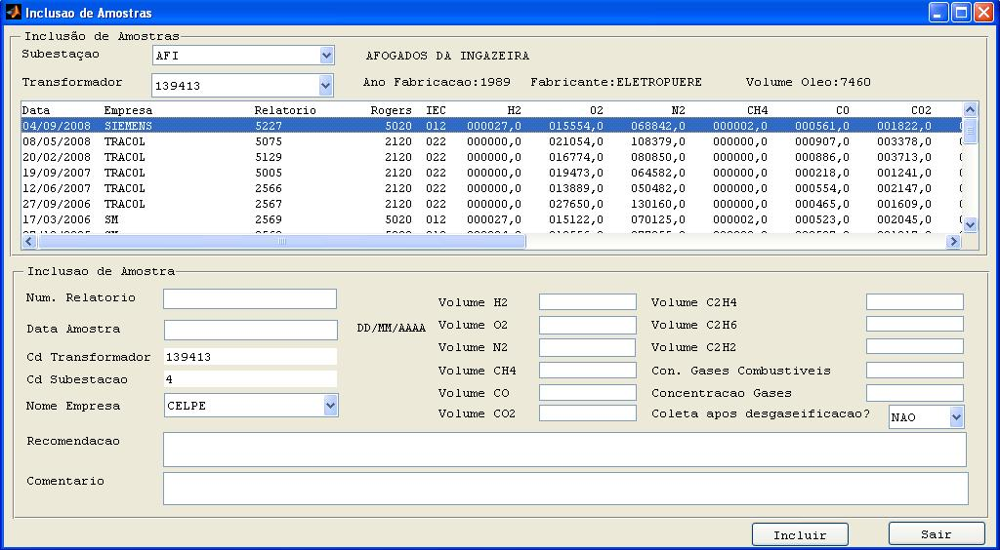 Inclusao de Amostras
Inclusão de Amostras
Subestaçao AFI AFOGADOS DA INGAZEIRA
Transformador 139413 Ano Fabricacao:1989 Fabricante:ELETROPUERE Volume Oleo:7460
Data Empresa Relatorio Rogers IEC H2 O2 N2 CH4 CO CO2
04/09/2008 SIEMENS 5227 5020 012 000027,0 015554,0 068842,0 000002,0 000561,0 001822,0
08/05/2008 TRACOL 5075 2120 022 000000,0 021054,0 108379,0 000000,0 000907,0 003378,0
20/02/2008 TRACOL 5129 2120 022 000000,0 016774,0 080850,0 000000,0 000886,0 003713,0
19/09/2007 TRACOL 5005 2120 022 000000,0 019473,0 064582,0 000000,0 000218,0 001241,0
12/06/2007 TRACOL 2566 2120 022 000000,0 013889,0 050482,0 000000,0 000554,0 002147,0
27/09/2006 TRACOL 2567 2120 022 000000,0 027650,0 130160,0 000000,0 000465,0 001609,0
17/03/2006 SM 2569 5020 012 000027,0 015122,0 070125,0 000002,0 000523,0 002045,0
Inclusao de Amostra
Num. Relatorio
Data Amostra DD/MM/AAAA
Cd Transformador 139413
Cd Subestacao 4
Nome Empresa CELPE
Volume H2
Volume O2
Volume N2
Volume CH4
Volume CO
Volume CO2
Volume C2H4
Volume C2H6
Volume C2H2
Con. Gases Combustiveis
Concentracao Gases
Coleta apos desgaseificacao? NAO
Recomendacao
Comentario
Incluir Sair